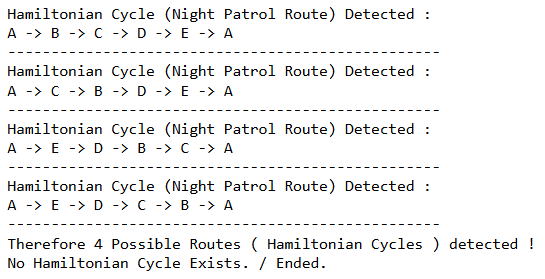 Hamiltonian Cycle (Night Patrol Route) Detected :
A -> B -> C -> D -> E -> A
------------------------------------------------
Hamiltonian Cycle (Night Patrol Route) Detected :
A -> C -> B -> D -> E -> A
------------------------------------------------
Hamiltonian Cycle (Night Patrol Route) Detected :
A -> E -> D -> B -> C -> A
------------------------------------------------
Hamiltonian Cycle (Night Patrol Route) Detected :
A -> E -> D -> C -> B -> A
------------------------------------------------
Therefore 4 Possible Routes ( Hamiltonian Cycles ) detected !
No Hamiltonian Cycle Exists. / Ended.